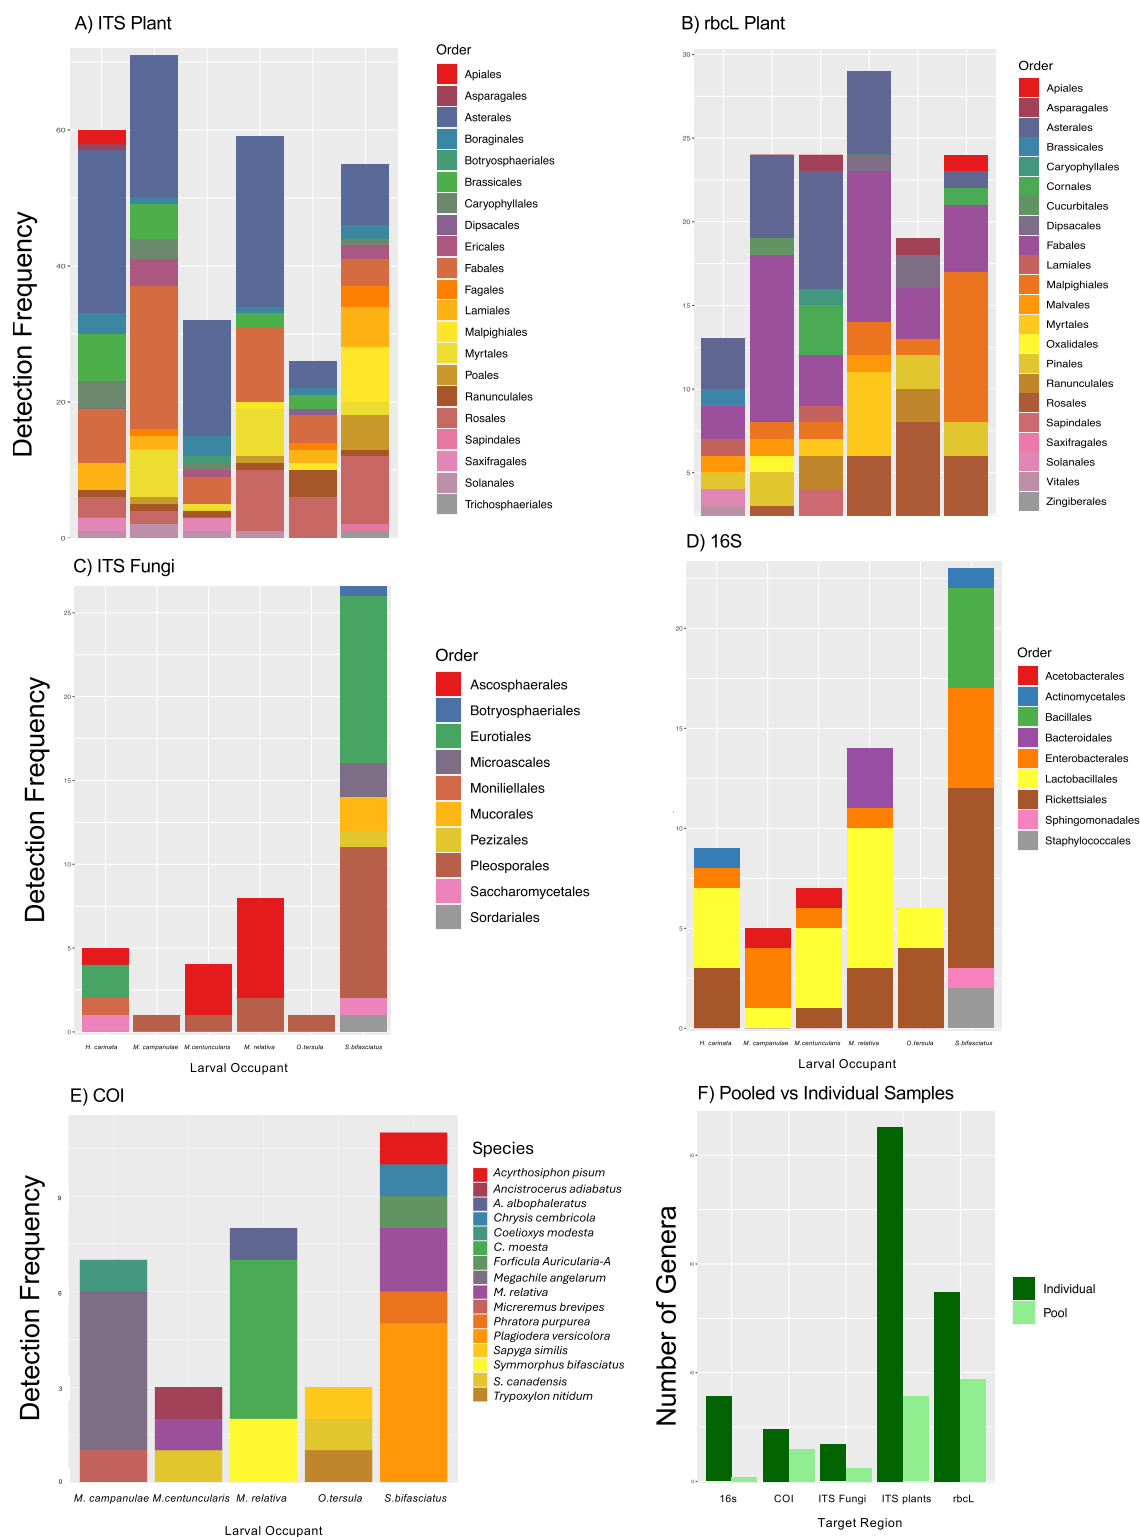 A) ITS Plant
Detection Frequency
60
40
20
0
Order
Apiales
Asparagales
Asterales
Boraginales
Botryosphaeriales
Brassicales
Caryophyllales
Dipsacales
Ericales
Fabales
Fagales
Lamiales
Malpighiales
Myrtales
Poales
Ranunculales
Rosales
Sapindales
Saxifragales
Solanales
Trichosphaeriales
B) rbcL Plant
30
25
20
15
10
5
Order
Apiales
Asparagales
Asterales
Brassicales
Caryophyllales
Cornales
Cucurbitales
Dipsacales
Fabales
Lamiales
Malpighiales
Malvales
Myrtales
Oxalidales
Pinales
Ranunculales
Rosales
Sapindales
Saxifragales
Solanales
Vitales
Zingiberales
C) ITS Fungi
Detection Frequency
25
20
15
10
5
0
H. carinata M. campanulae M.centuncularis M. relativa O.tersula S.bifasciatus
Larval Occupant
Order
Ascosphaerales
Botryosphaeriales
Eurotiales
Microascales
Moniliellales
Mucorales
Pezizales
Pleosporales
Saccharomycetales
Sordariales
D) 16S
20
15
10
5
0
H. carinata M. campanulae M.centuncularis M. relativa O.tersula S.bifasciatus
Larval Occupant
Order
Acetobacterales
Actinomycetales
Bacillales
Bacteroidales
Enterobacterales
Lactobacillales
Rickettsiales
Sphingomonadales
Staphylococcales
E) COI
Detection Frequency
9
6
3
0
M. campanulae M.centuncularis M. relativa O.tersula S.bifasciatus
Larval Occupant
Species
Acyrthosiphon pisum
Ancistrocerus adiabatus
A. albophaleratus
Chrysis cembricola
Coelioxys modesta
C. moesta
Forficula Auricularia-A
Megachile angelarum
M. relativa
Micreremus brevipes
Phratora purpurea
Plagiodera versicolora
Sapyga similis
Symmorphus bifasciatus
S. canadensis
Trypoxylon nitidum
F) Pooled vs Individual Samples
Number of Genera
16s COI ITS Fungi ITS plants rbcL
Target Region
Individual
Pool